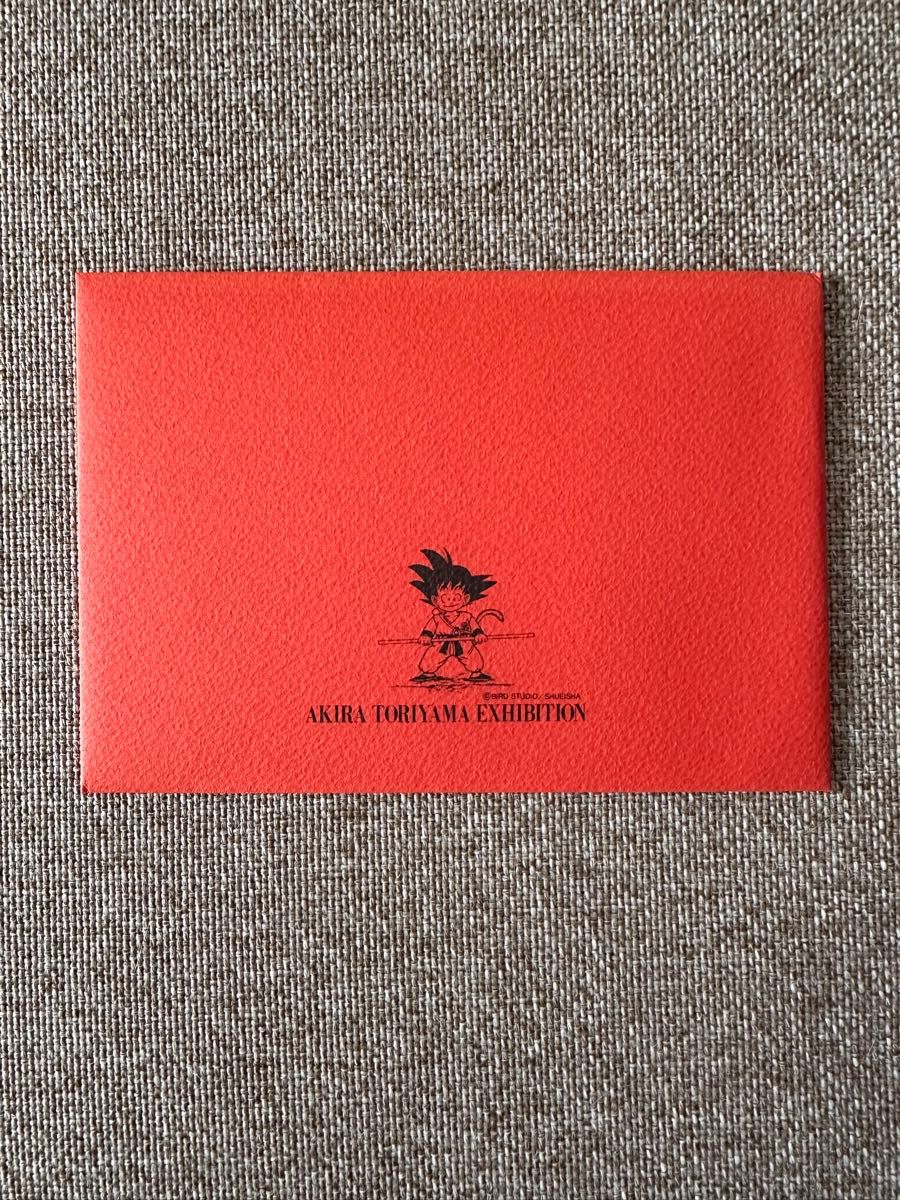 ©BIRD STUDIO/SHUEISHA
AKIRA TORIYAMA EXHIBITION